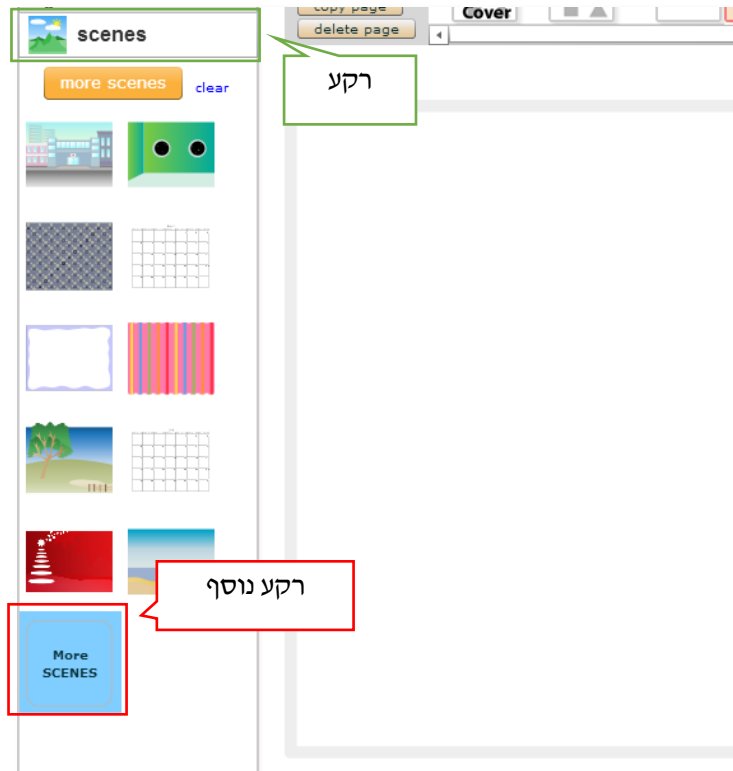 copy page
delete page
Cover
scenes
רקע
more scenes
clear
רקע נוסף
More
SCENES